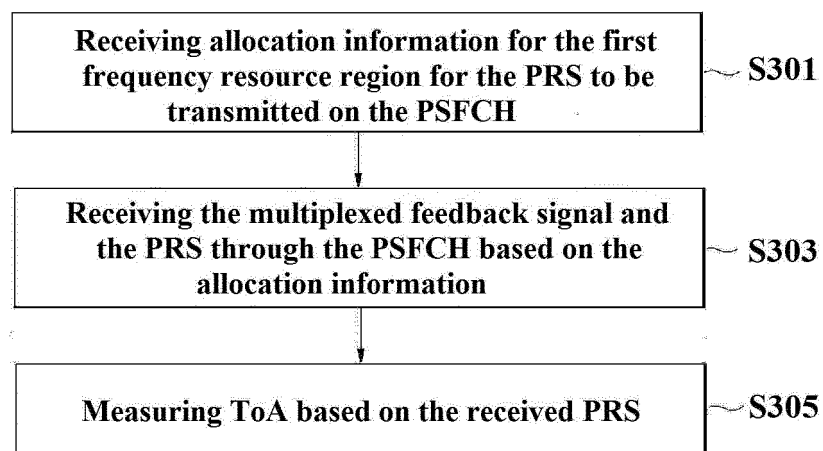 Receiving allocation information for the first
frequency resource region for the PRS to be
transmitted on the PSFCH
S301
Receiving the multiplexed feedback signal and
the PRS through the PSFCH based on the
allocation information
S303
Measuring ToA based on the received PRS
S305